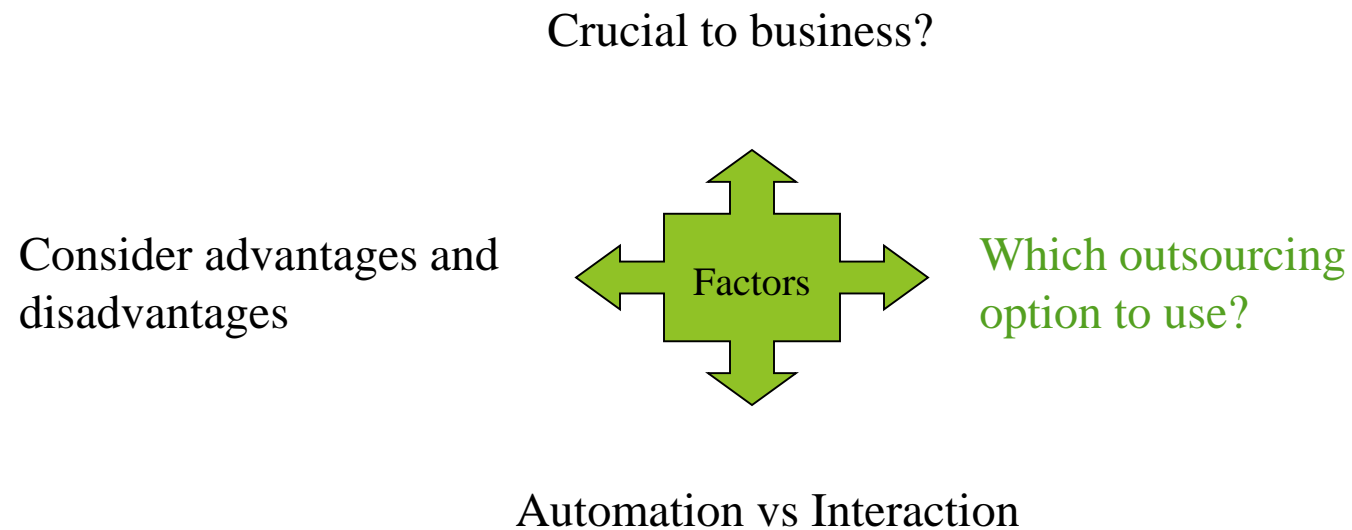 Crucial to business?
Consider advantages and
disadvantages
Factors
Which outsourcing
option to use?
Automation vs Interaction